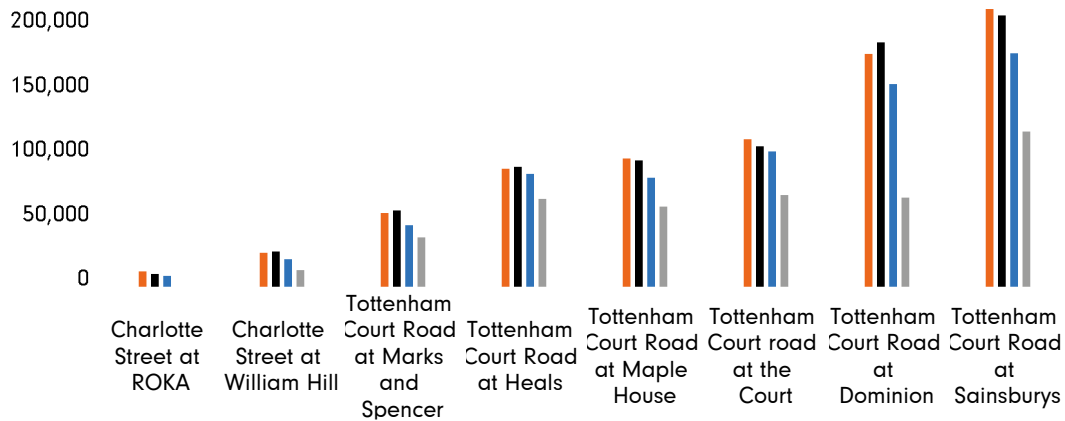 200,000
150,000
100,000
50,000
0
Charlotte
Street at
ROKA
Charlotte
Street at
William Hill
Tottenham
Court Road
at Marks
and
Spencer
Tottenham
Court Road
at Heals
Tottenham
Court Road
at Maple
House
Tottenham
Court road
at the
Court
Tottenham
Court Road
at
Dominion
Tottenham
Court Road
at
Sainsburys